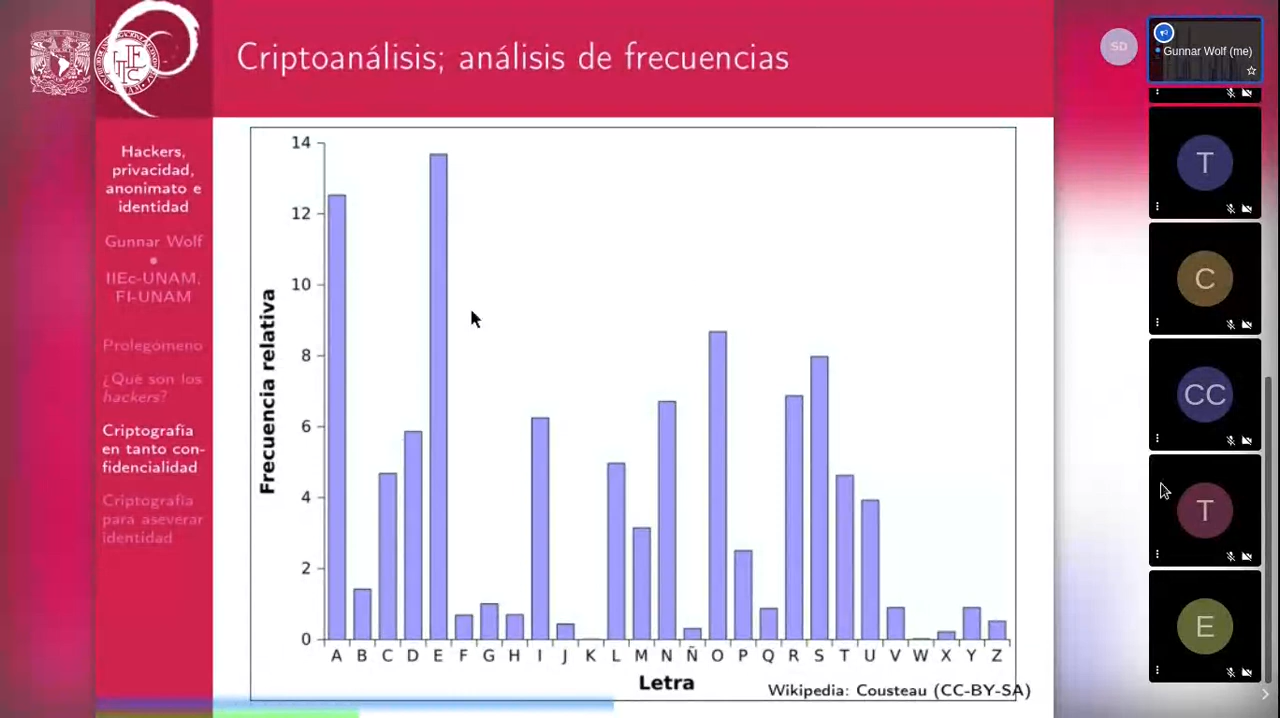 Criptoanálisis; análisis de frecuencias
SD
Gunnar Wolf (me)
Hackers,
privacidad,
anonimato e
identidad
Gunnar Wolf
IIEc-UNAM,
FI-UNAM
Prolegómeno
¿Qué son los
hackers?
Criptografía
en tanto con-
fidencialidad
Criptografía
para aseverar
identidad
Frecuencia relativa
14
12
10
8
6
4
2
0
A B C D E F G H I J K L M N Ñ O P Q R S T U V W X Y Z
Letra
Wikipedia: Cousteau (CC-BY-SA)
T
C
CC
T
E